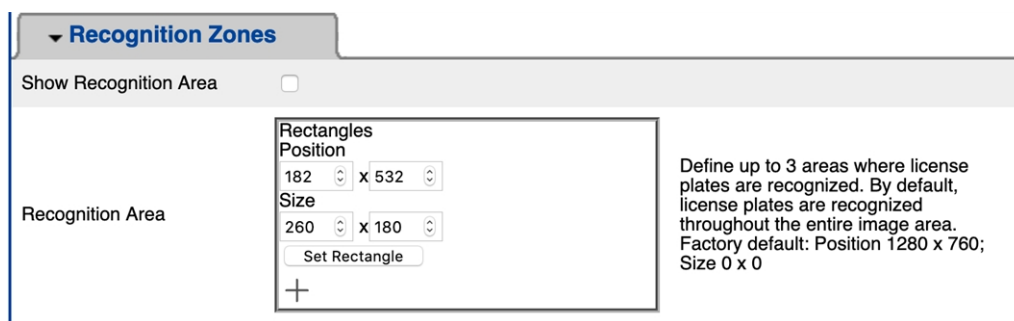 Recognition Zones
Show Recognition Area
Recognition Area
Rectangles
Position
182 x 532
Size
260 x 180
Set Rectangle
Define up to 3 areas where license
plates are recognized. By default,
license plates are recognized
throughout the entire image area.
Factory default: Position 1280 x 760;
Size 0 x 0